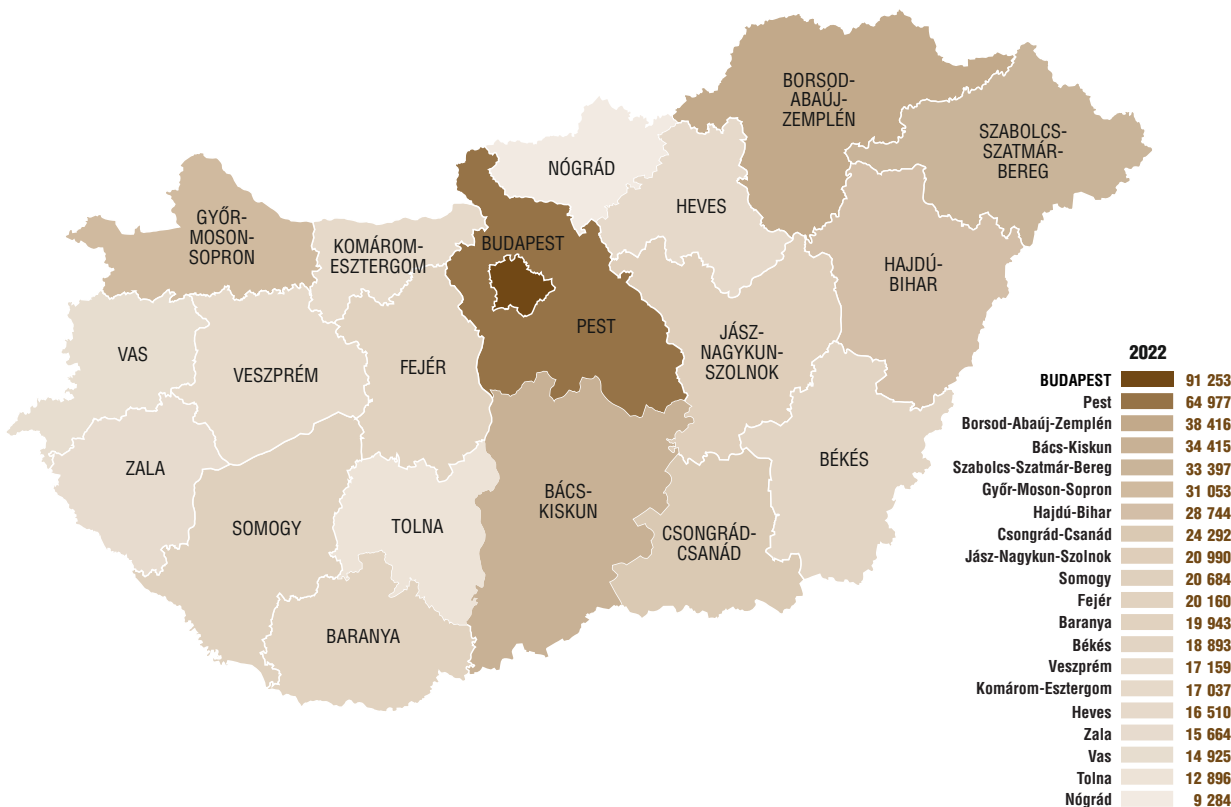 BORSOD-
ABAÚJ-
ZEMPLÉN
SZABOLCS-
SZATMÁR-
BEREG
NÓGRÁD
HEVES
GYŐR-
MOSON-
SOPRON
KOMÁROM-
ESZTERGOM
BUDAPEST
HAJDÚ-
BIHAR
PEST
JÁSZ-
NAGYKUN-
SZOLNOK
VAS
VESZPRÉM
FEJÉR
ZALA
BÉKÉS
SOMOGY
TOLNA
BÁCS-
KISKUN
CSONGRÁD-
CSANÁD
BARANYA
2022
BUDAPEST 91 253
Pest 64 977
Borsod-Abaúj-Zemplén 38 416
Bács-Kiskun 34 415
Szabolcs-Szatmár-Bereg 33 397
Győr-Moson-Sopron 31 053
Hajdú-Bihar 28 744
Csongrád-Csanád 24 292
Jász-Nagykun-Szolnok 20 990
Somogy 20 684
Fejér 20 160
Baranya 19 943
Békés 18 893
Veszprém 17 159
Komárom-Esztergom 17 037
Heves 16 510
Zala 15 664
Vas 14 925
Tolna 12 896
Nógrád 9 284